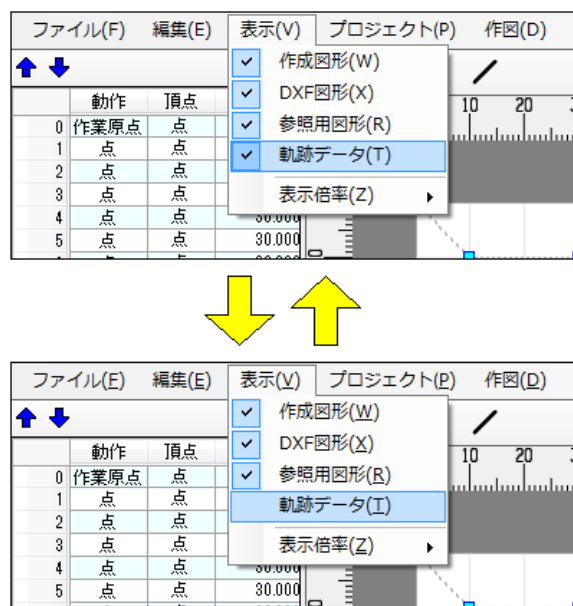 ファイル(F) 編集(E) 表示(V) プロジェクト(P) 作図(D)
作成図形(W)
DXF図形(X)
参照用図形(R)
軌跡データ(T)
表示倍率(Z)
10 20
動作 頂点
0 作業原点 点
1 点 点
2 点 点
3 点 点
4 点 点 30.000
5 点 点 30.000
0
ファイル(F) 編集(E) 表示(V) プロジェクト(P) 作図(D)
作成図形(W)
DXF図形(X)
参照用図形(R)
軌跡データ(T)
表示倍率(Z)
10 20
動作 頂点
0 作業原点 点
1 点 点
2 点 点
3 点 点
4 点 点 30.000
5 点 点 30.000